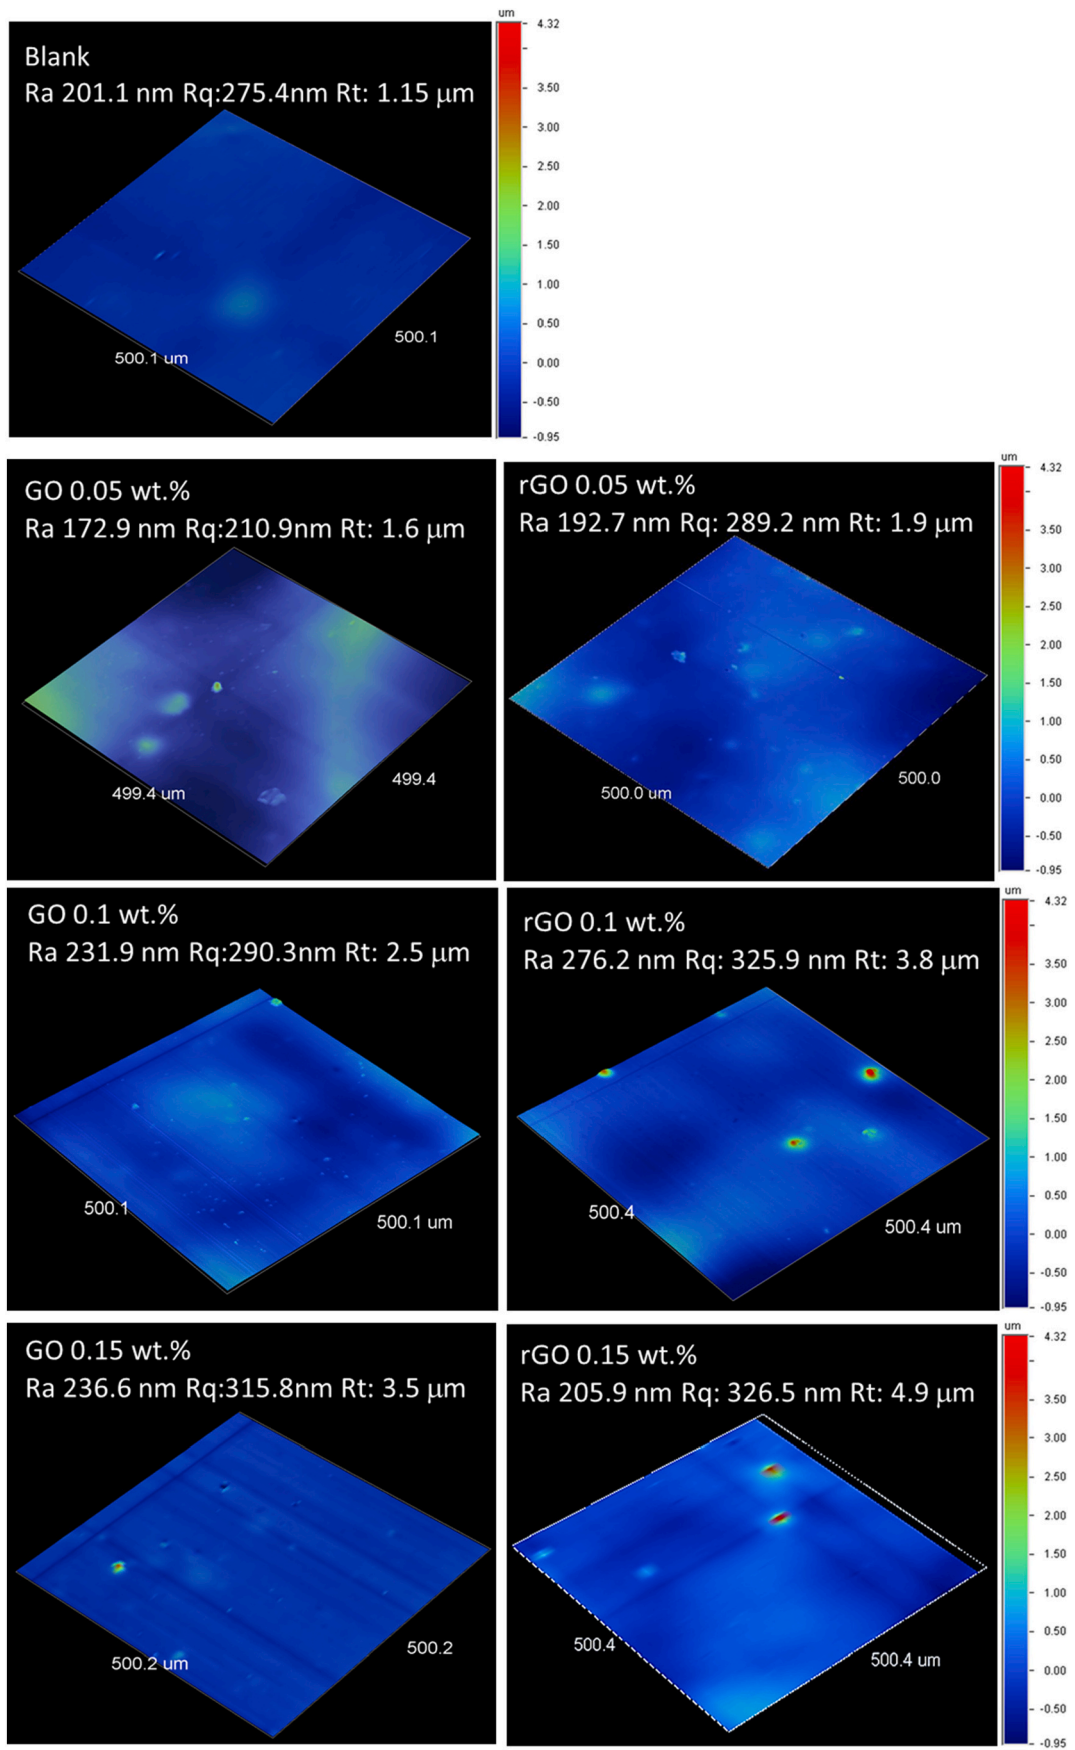 um
4.32
3.50
3.00
2.50
2.00
1.50
1.00
0.50
0.00
-0.50
-0.95
Blank
Ra 201.1 nm Rq:275.4nm Rt: 1.15 μm
500.1 um
500.1
GO 0.05 wt.%
Ra 172.9 nm Rq:210.9nm Rt: 1.6 μm
499.4 um
499.4
rGO 0.05 wt.%
Ra 192.7 nm Rq: 289.2 nm Rt: 1.9 μm
500.0 um
500.0
um
4.32
3.50
3.00
2.50
2.00
1.50
1.00
0.50
0.00
-0.50
-0.95
GO 0.1 wt.%
Ra 231.9 nm Rq:290.3nm Rt: 2.5 μm
500.1
500.1 um
rGO 0.1 wt.%
Ra 276.2 nm Rq: 325.9 nm Rt: 3.8 μm
500.4
500.4 um
um
4.32
3.50
3.00
2.50
2.00
1.50
1.00
0.50
0.00
-0.50
-0.95
GO 0.15 wt.%
Ra 236.6 nm Rq:315.8nm Rt: 3.5 μm
500.2 um
500.2
rGO 0.15 wt.%
Ra 205.9 nm Rq: 326.5 nm Rt: 4.9 μm
500.4
500.4 um
um
4.32
3.50
3.00
2.50
2.00
1.50
1.00
0.50
0.00
-0.50
-0.95